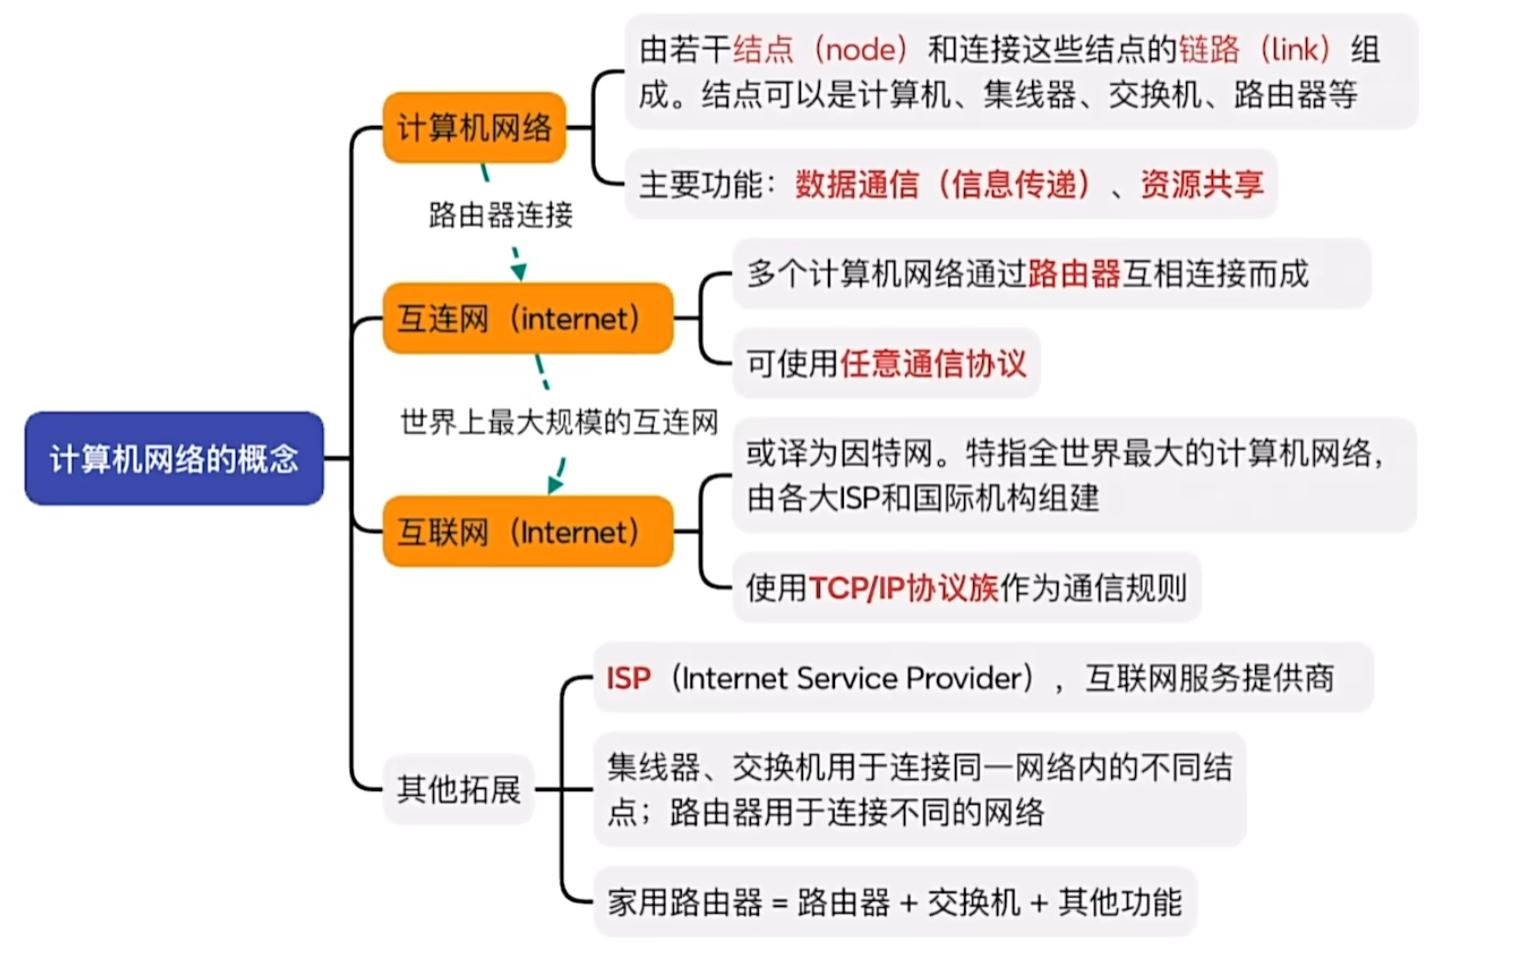 由若干结点（node）和连接这些结点的链路（link）组
成。结点可以是计算机、集线器、交换机、路由器等
计算机网络
主要功能：数据通信（信息传递）、资源共享
路由器连接
多个计算机网络通过路由器互相连接而成
互连网（internet）
可使用任意通信协议
世界上最大规模的互连网
或译为因特网。特指全世界最大的计算机网络，
由各大ISP和国际机构组建
计算机网络的概念
互联网（Internet）
使用TCP/IP协议族作为通信规则
ISP（Internet Service Provider），互联网服务提供商
集线器、交换机用于连接同一网络内的不同结
点；路由器用于连接不同的网络
其他拓展
家用路由器 = 路由器 + 交换机 + 其他功能